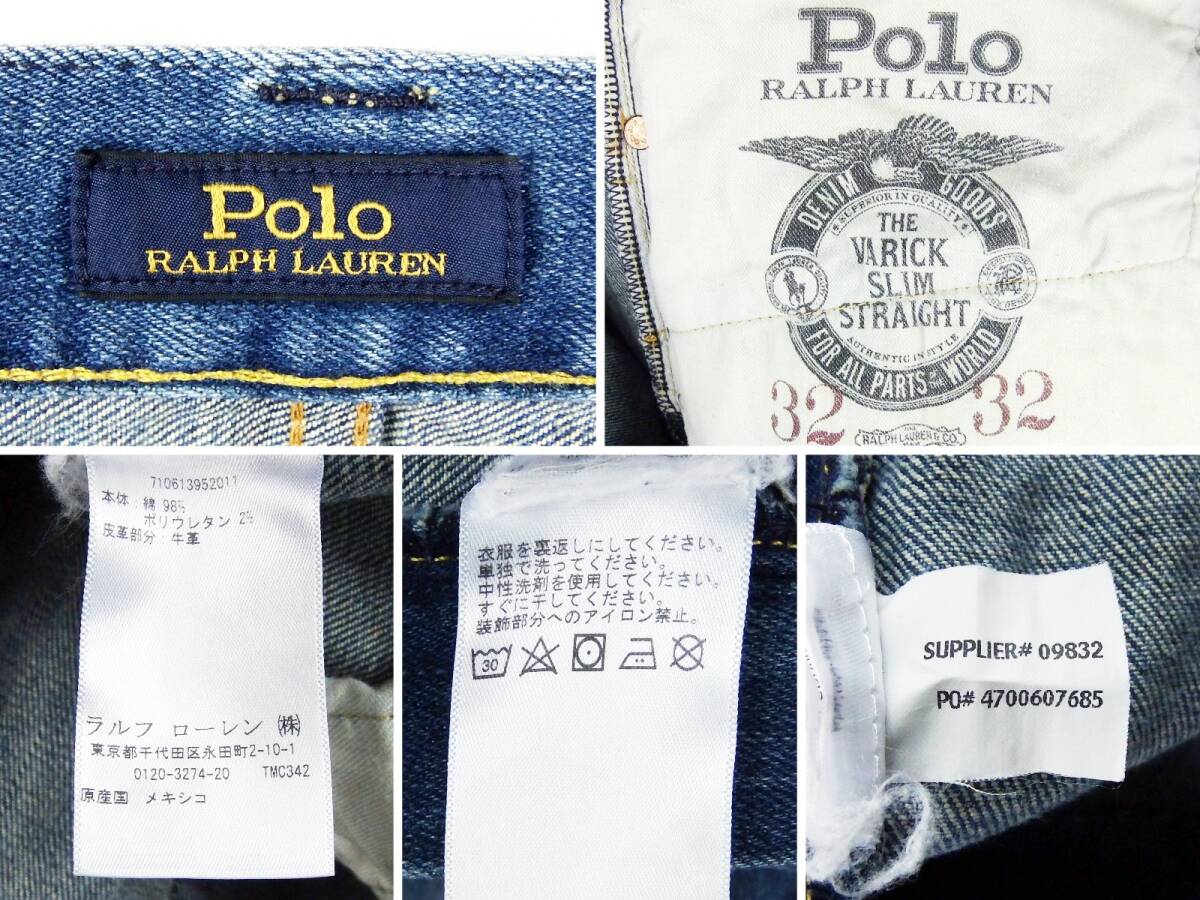 Polo
RALPH LAUREN
Polo
RALPH LAUREN
DENIM GOODS
SUPERIOR IN QUALITY
THE
VARICK
SLIM
STRAIGHT
AUTHENTIC IN STYLE
FOR ALL PARTS OF WORLD
32 32
RALPH LAUREN & CO.
710613952011
本体：綿 98%
ポリウレタン 2%
皮革部分：牛革
ラルフ ローレン ㈱
東京都千代田区永田町2-10-1
0120-3274-20 TMC342
原産国 メキシコ
衣服を裏返しにしてください。
単独で洗ってください。
中性洗剤を使用してください。
すぐに干してください。
装飾部分へのアイロン禁止。
30
SUPPLIER# 09832
PO# 4700607685